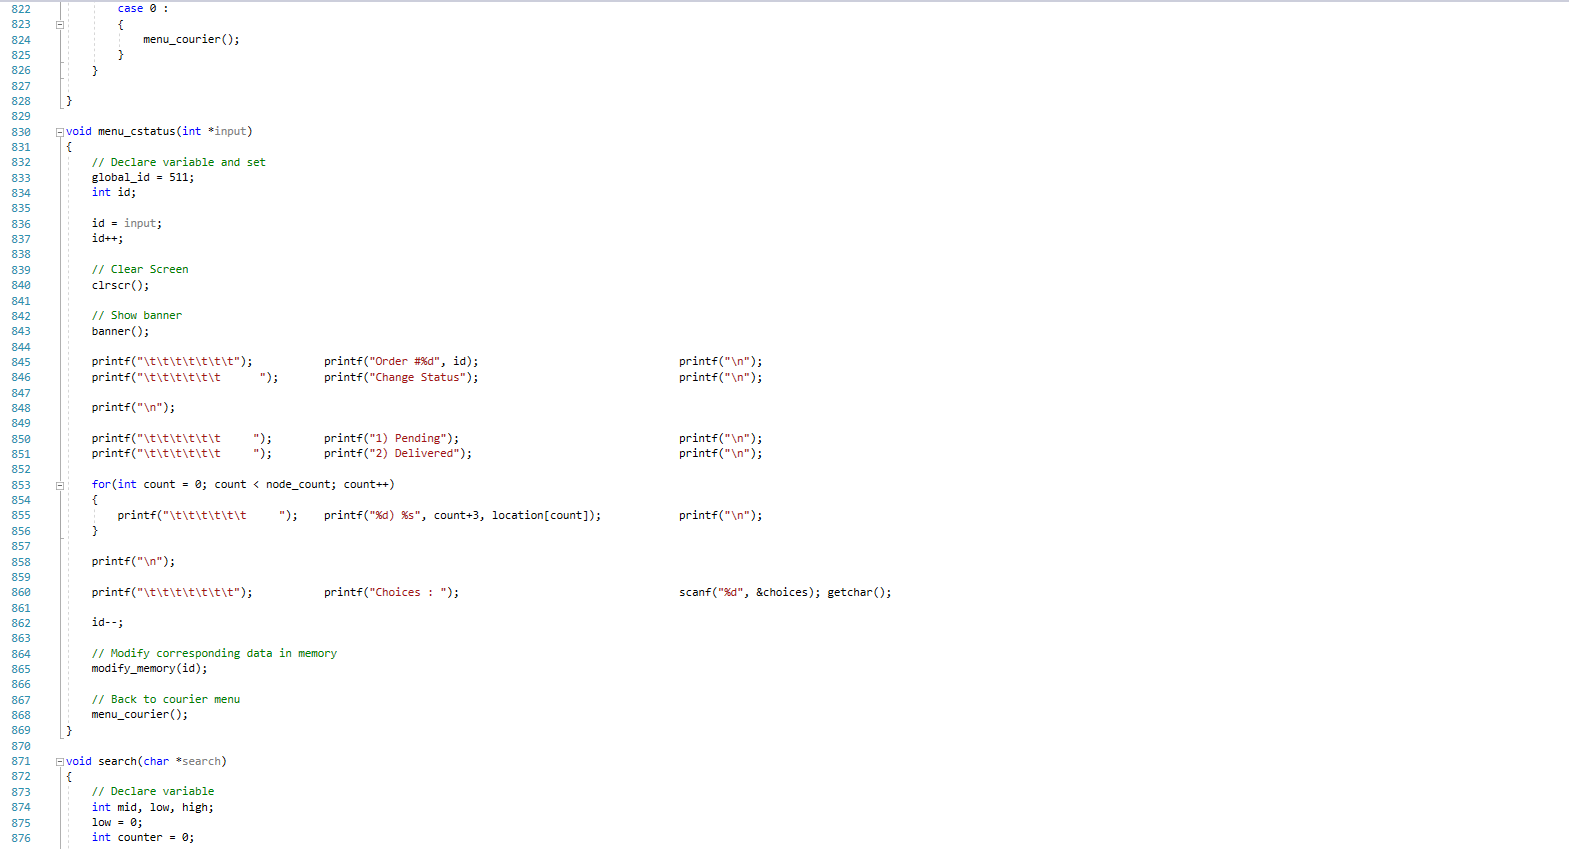 822 case 0 :
823 {
824 menu_courier();
825 }
826 }
827
828 }
829
830 void menu_cstatus(int *input)
831 {
832 // Declare variable and set
833 global_id = 511;
834 int id;
835
836 id = input;
837 id++;
838
839 // Clear Screen
840 clrscr();
841
842 // Show banner
843 banner();
844
845 printf("\t\t\t\t\t\t\t"); printf("Order #%d", id); printf("\n");
846 printf("\t\t\t\t\t\t      "); printf("Change Status"); printf("\n");
847
848 printf("\n");
849
850 printf("\t\t\t\t\t\t     "); printf("1) Pending"); printf("\n");
851 printf("\t\t\t\t\t\t     "); printf("2) Delivered"); printf("\n");
852
853 for(int count = 0; count < node_count; count++)
854 {
855 printf("\t\t\t\t\t\t     "); printf("%d) %s", count+3, location[count]); printf("\n");
856 }
857
858 printf("\n");
859
860 printf("\t\t\t\t\t\t\t"); printf("Choices : "); scanf("%d", &choices); getchar();
861
862 id--;
863
864 // Modify corresponding data in memory
865 modify_memory(id);
866
867 // Back to courier menu
868 menu_courier();
869 }
870
871 void search(char *search)
872 {
873 // Declare variable
874 int mid, low, high;
875 low = 0;
876 int counter = 0;